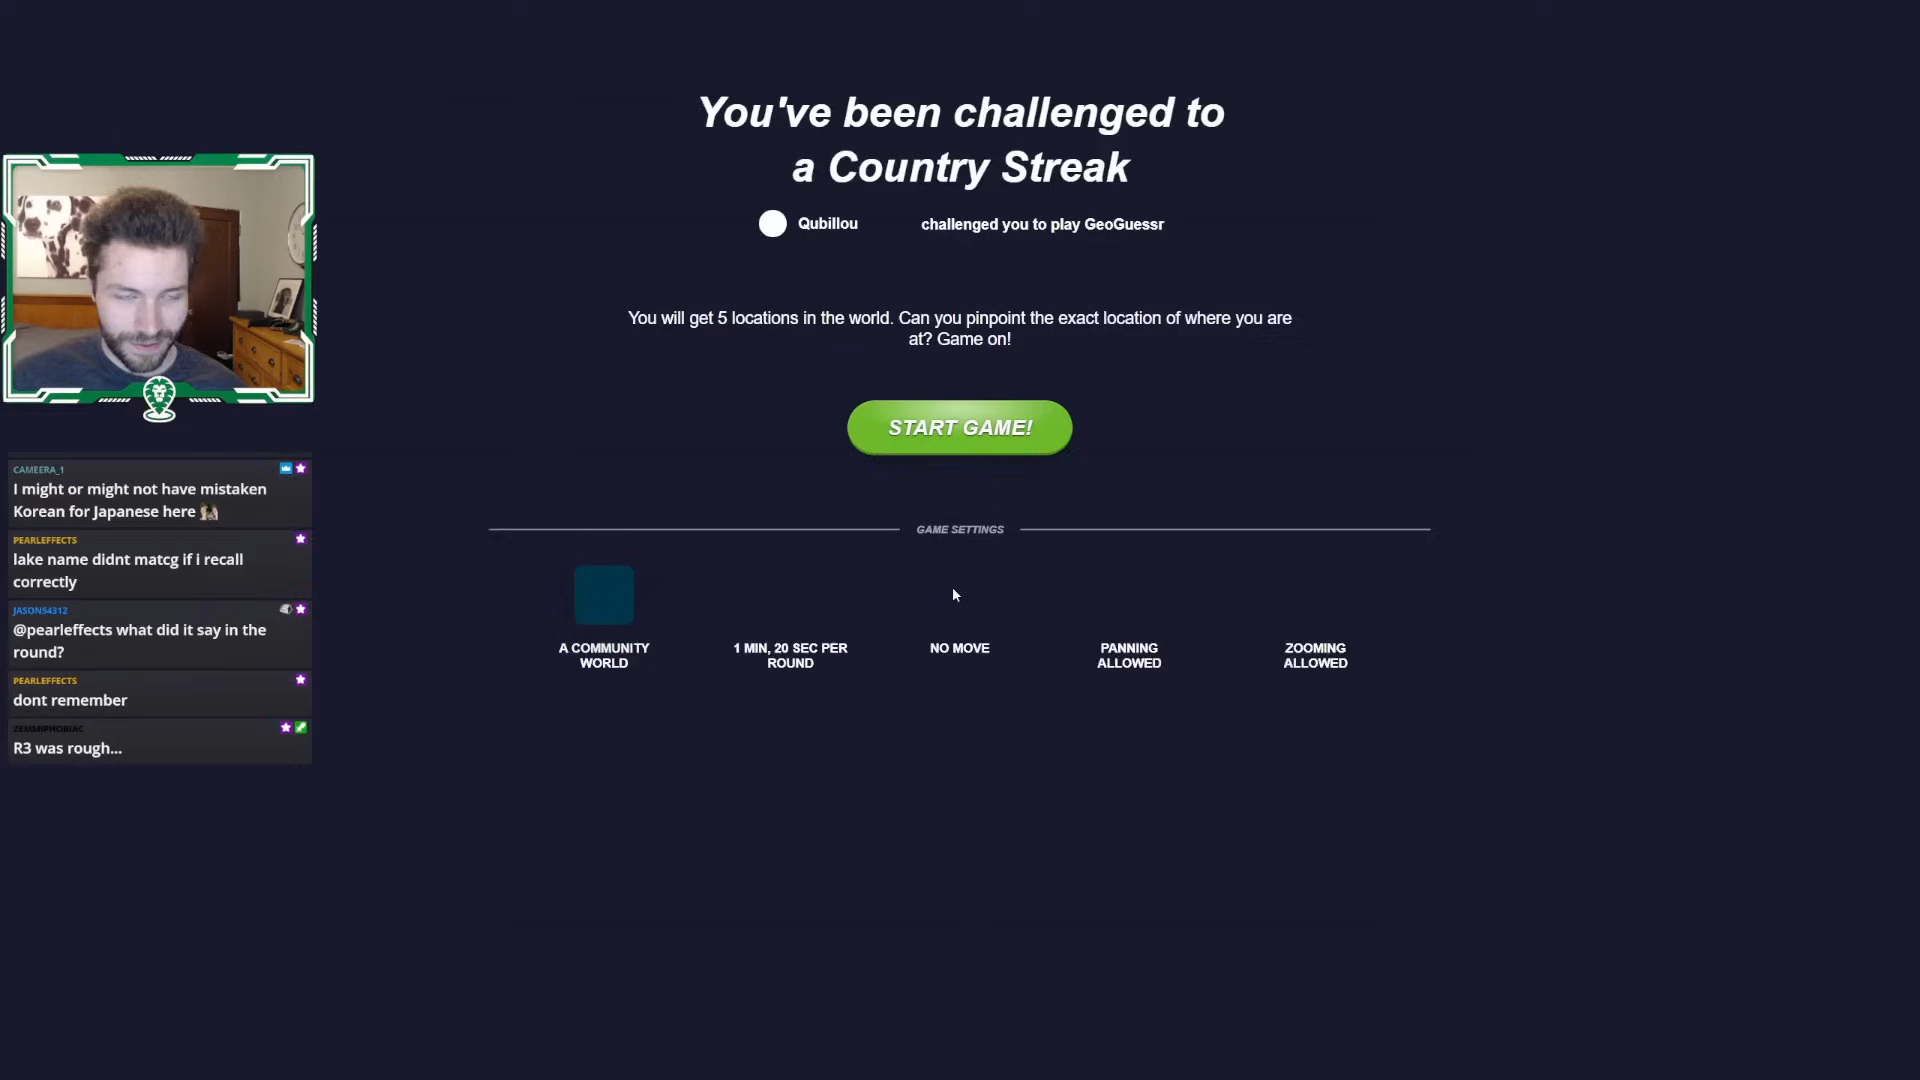 You've been challenged to
a Country Streak
Qubillou challenged you to play GeoGuessr
You will get 5 locations in the world. Can you pinpoint the exact location of where you are
at? Game on!
START GAME!
GAME SETTINGS
A COMMUNITY
WORLD
1 MIN, 20 SEC PER
ROUND
NO MOVE
PANNING
ALLOWED
ZOOMING
ALLOWED
CAMEERA_1
I might or might not have mistaken
Korean for Japanese here
PEARLEFFECTS
lake name didnt matcg if i recall
correctly
JASON54312
@pearleffects what did it say in the
round?
PEARLEFFECTS
dont remember
ZEMMIPHOBIAC
R3 was rough...